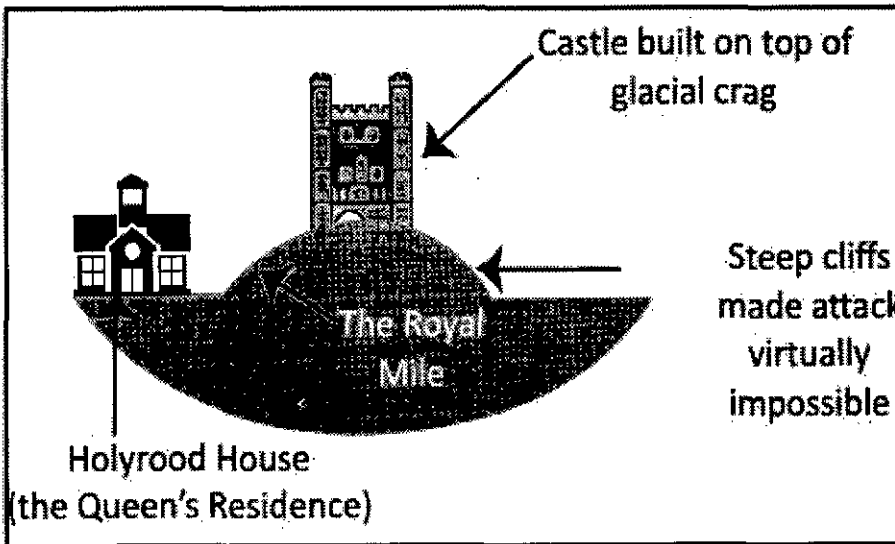 Castle built on top of
glacial crag
Steep cliffs
made attack
virtually
impossible
The Royal
Mile
Holyrood House
(the Queen's Residence)